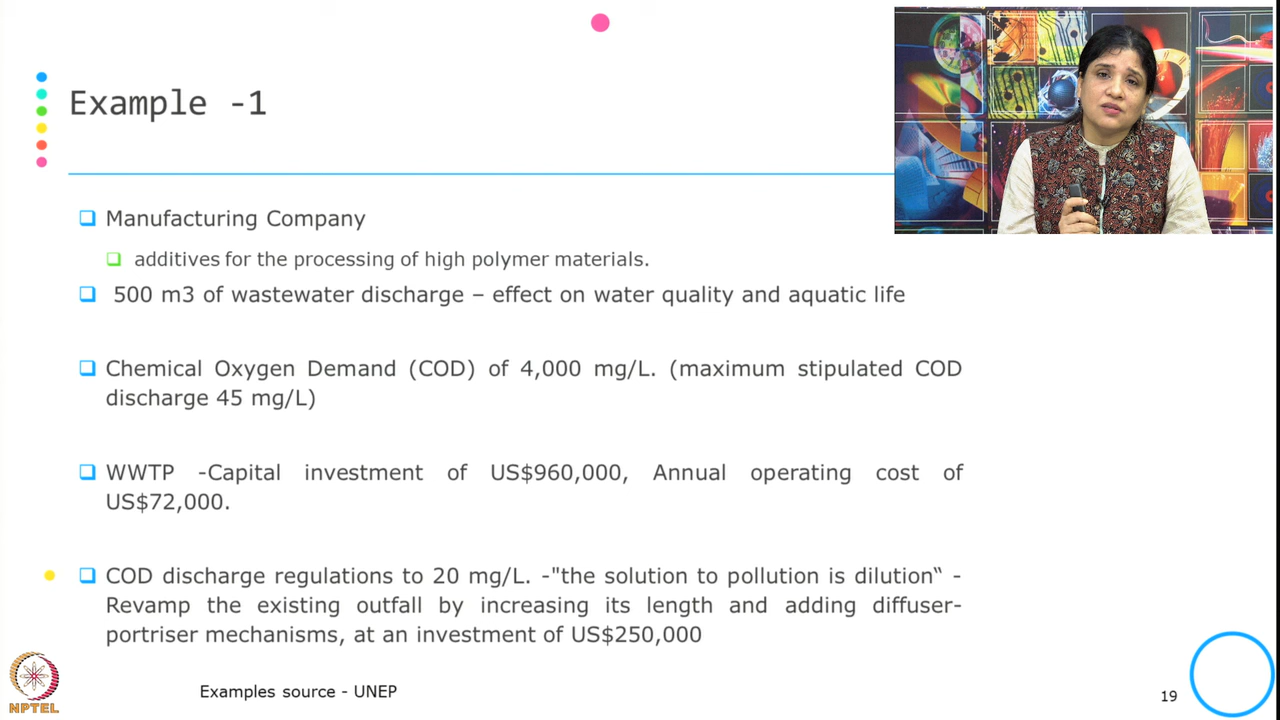 Example -1
Manufacturing Company
additives for the processing of high polymer materials.
500 m3 of wastewater discharge – effect on water quality and aquatic life
Chemical Oxygen Demand (COD) of 4,000 mg/L. (maximum stipulated COD
discharge 45 mg/L)
WWTP -Capital investment of US$960,000, Annual operating cost of
US$72,000.
COD discharge regulations to 20 mg/L. -"the solution to pollution is dilution“ -
Revamp the existing outfall by increasing its length and adding diffuser-
portriser mechanisms, at an investment of US$250,000
Examples source - UNEP
19
NPTEL